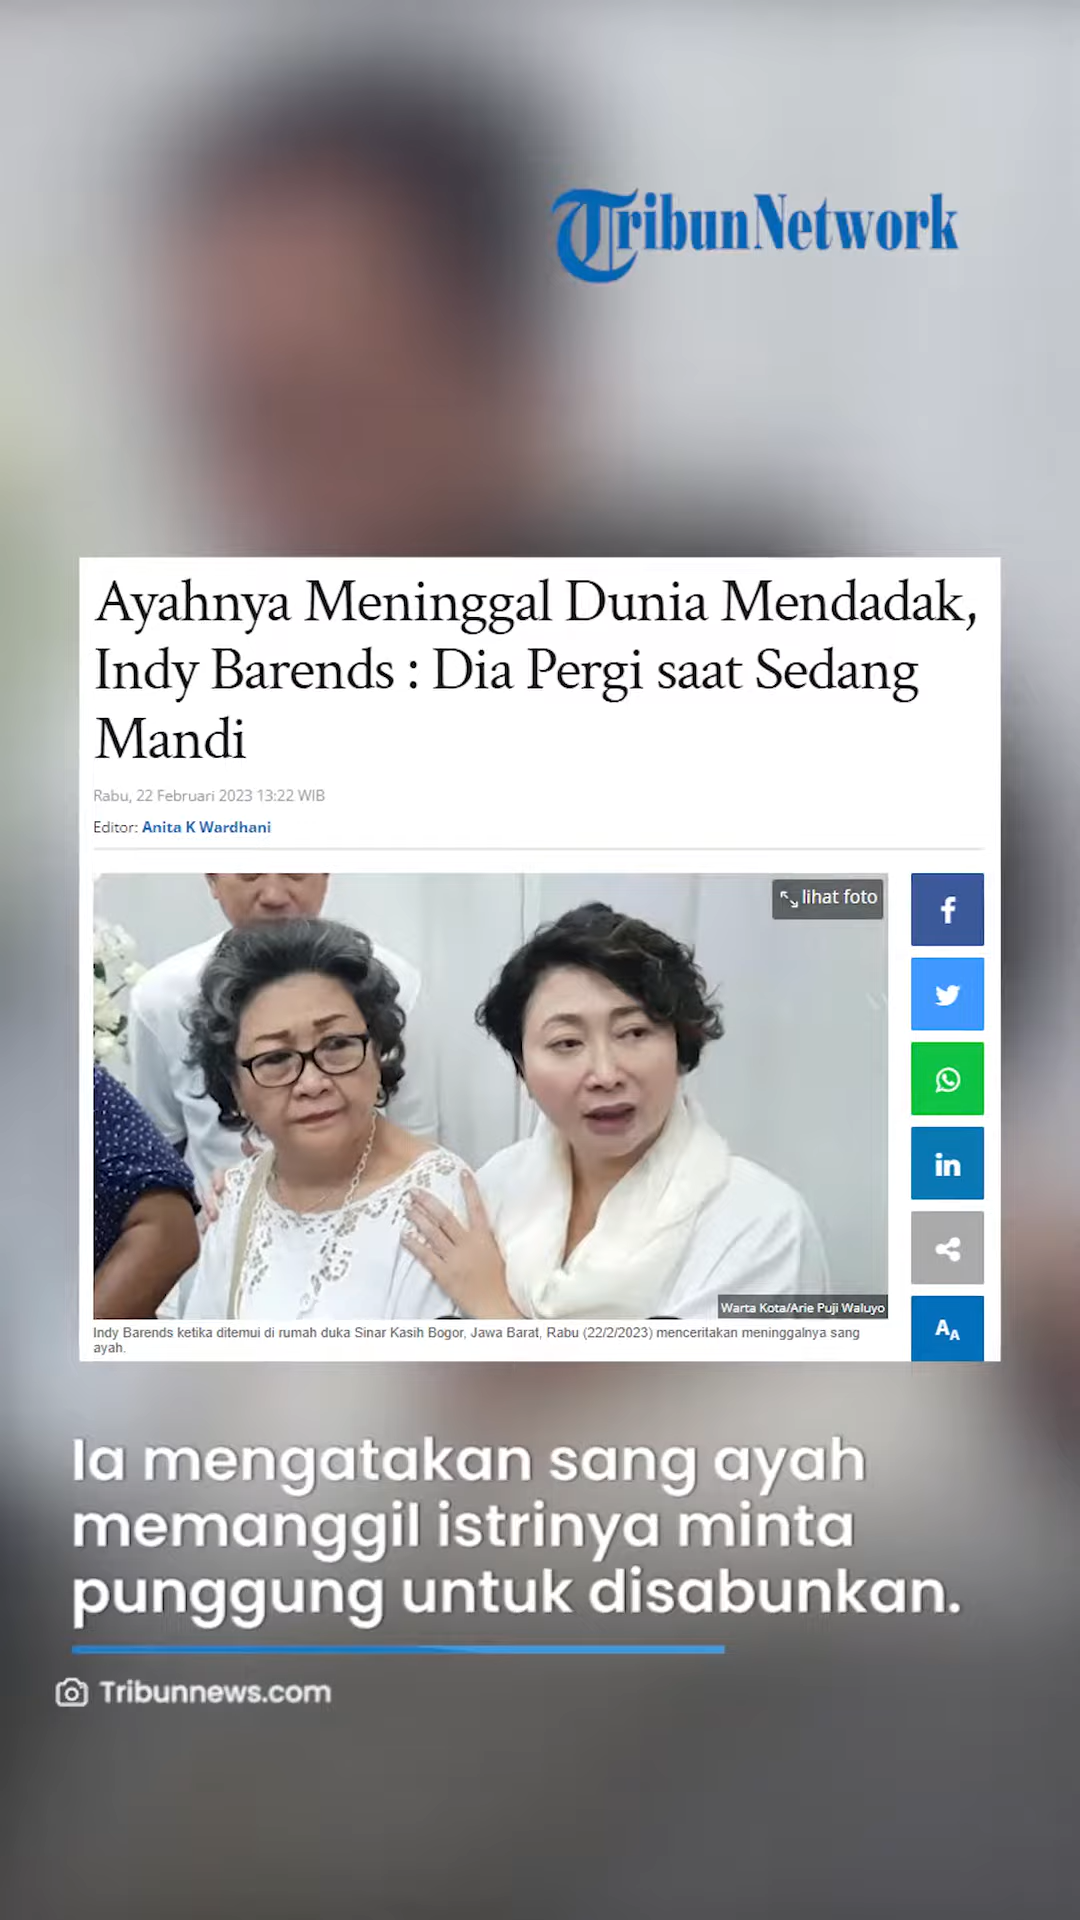 TribunNetwork
Ayahnya Meninggal Dunia Mendadak,
Indy Barends : Dia Pergi saat Sedang
Mandi
Rabu, 22 Februari 2023 13:22 WIB
Editor: Anita K Wardhani
lihat foto
Warta Kota/Arie Puji Waluyo
Indy Barends ketika ditemui di rumah duka Sinar Kasih Bogor, Jawa Barat, Rabu (22/2/2023) menceritakan meninggalnya sang
ayah.
AA
Ia mengatakan sang ayah
memanggil istrinya minta
punggung untuk disabunkan.
Tribunnews.com